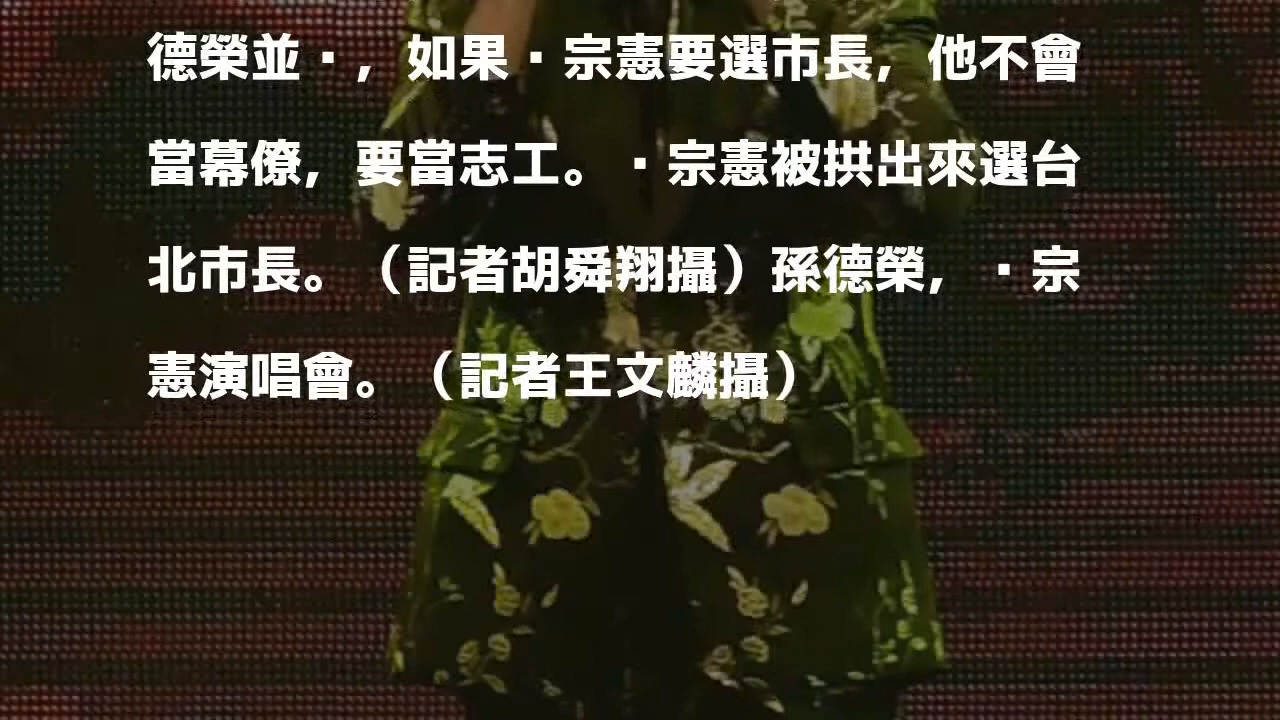 德榮並▪，如果▪宗憲要選市長，他不會
當幕僚，要當志工。▪宗憲被拱出來選台
北市長。（記者胡舜翔攝）孫德榮，▪宗
憲演唱會。（記者王文麟攝）